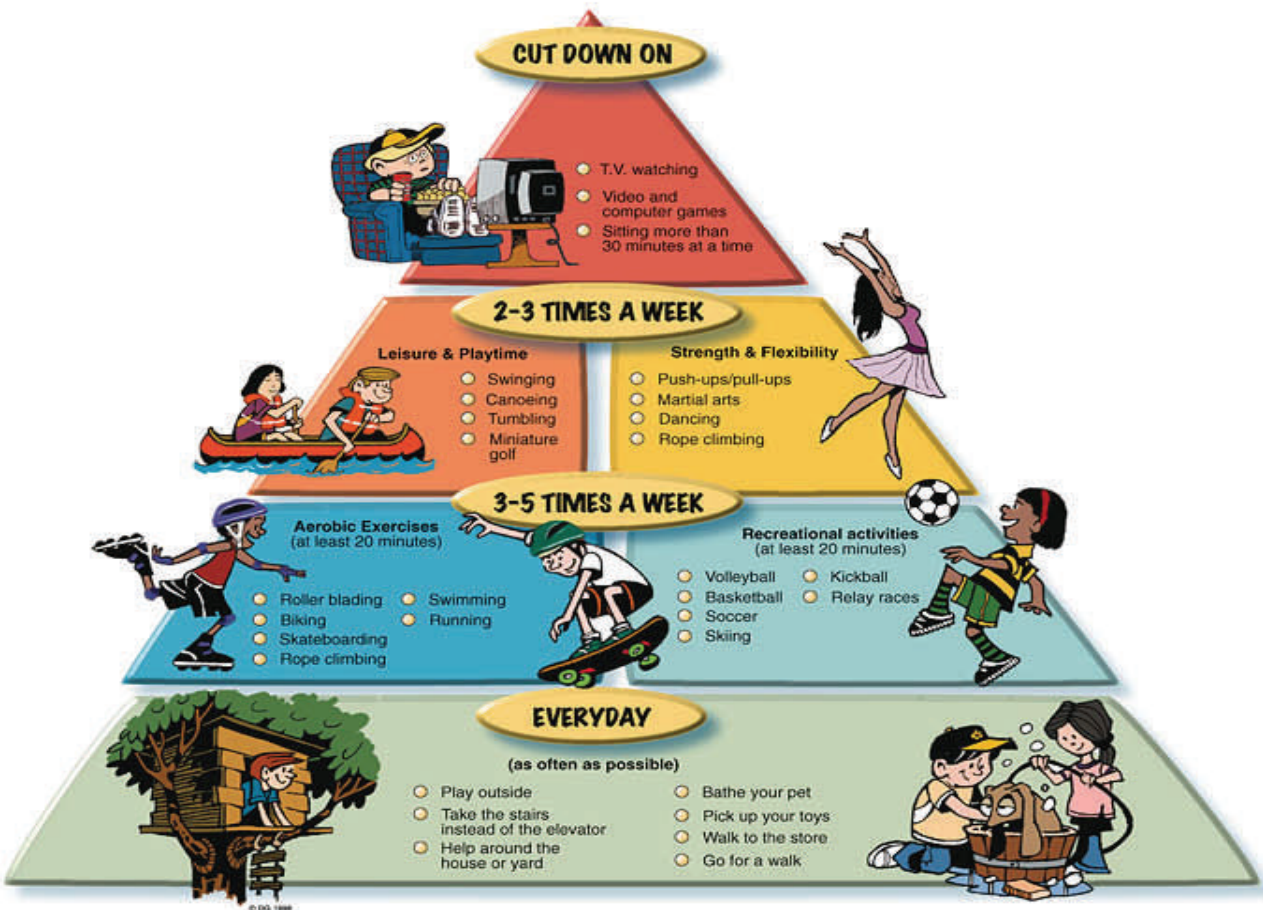 CUT DOWN ON
T.V. watching
Video and
computer games
Sitting more than
30 minutes at a time
2-3 TIMES A WEEK
Leisure & Playtime
Swinging
Canoeing
Tumbling
Miniature
golf
Strength & Flexibility
Push-ups/pull-ups
Martial arts
Dancing
Rope climbing
3-5 TIMES A WEEK
Aerobic Exercises
(at least 20 minutes)
Roller blading
Biking
Skateboarding
Rope climbing
Swimming
Running
Recreational activities
(at least 20 minutes)
Volleyball
Basketball
Soccer
Skiing
Kickball
Relay races
EVERYDAY
(as often as possible)
Play outside
Take the stairs
instead of the elevator
Help around the
house or yard
Bathe your pet
Pick up your toys
Walk to the store
Go for a walk